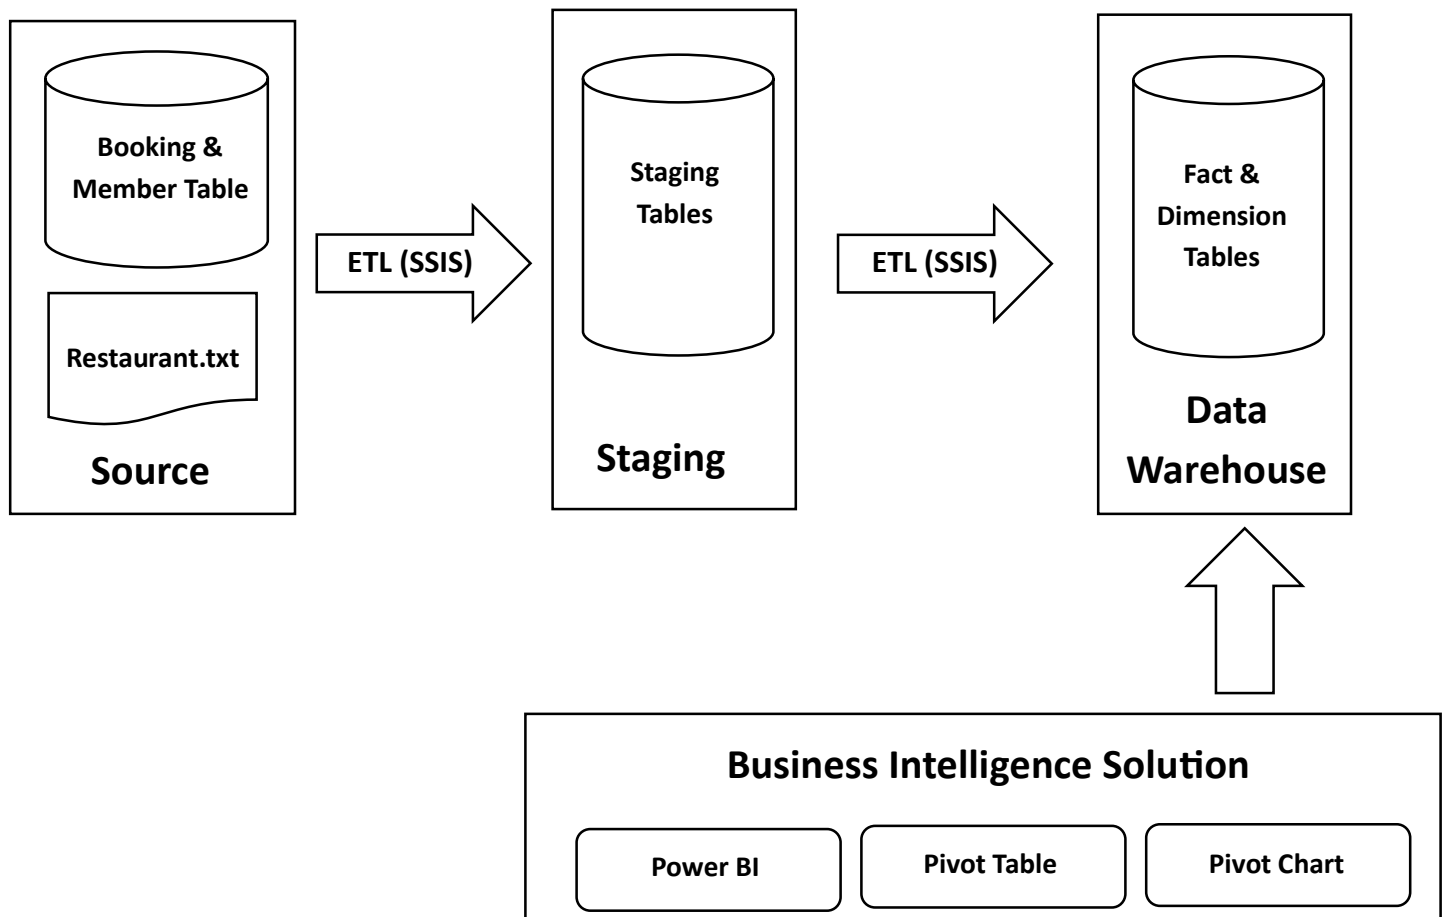 Booking &
Member Table
Restaurant.txt
Source
ETL (SSIS)
Staging
Tables
Staging
ETL (SSIS)
Fact &
Dimension
Tables
Data
Warehouse
Business Intelligence Solution
Power BI
Pivot Table
Pivot Chart